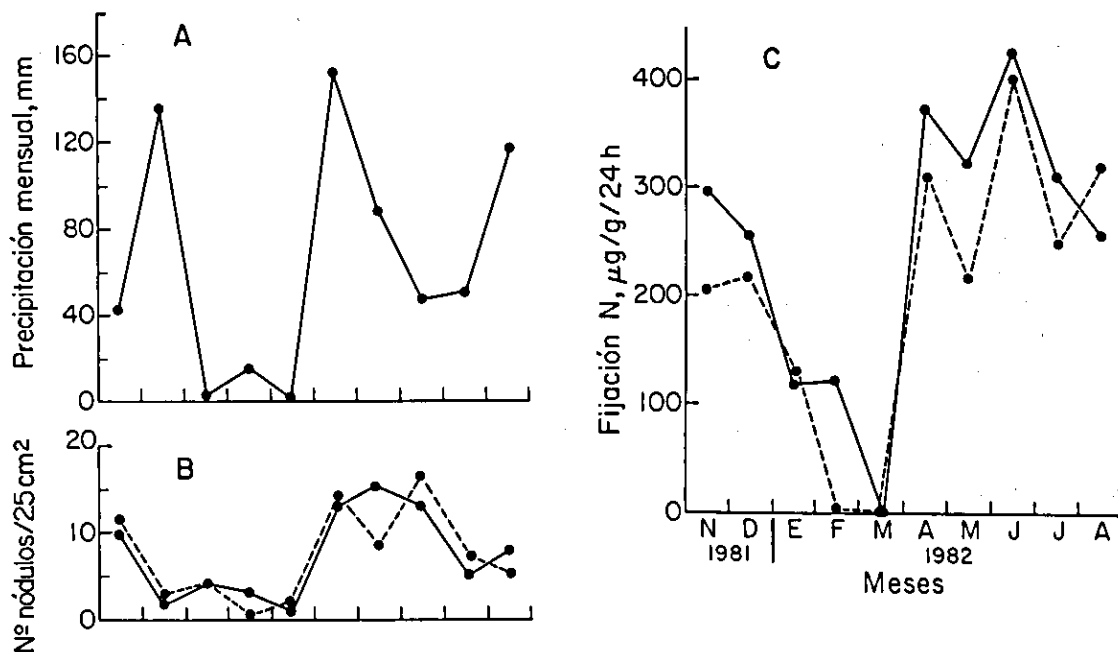 A
Precipitación mensual, mm
160
120
80
40
0
B
Nº nódulos/25 cm²
20
10
0
C
Fijación N, µg/g/24 h
400
300
200
100
0
N D E F M A M J J A
1981 1982
Meses